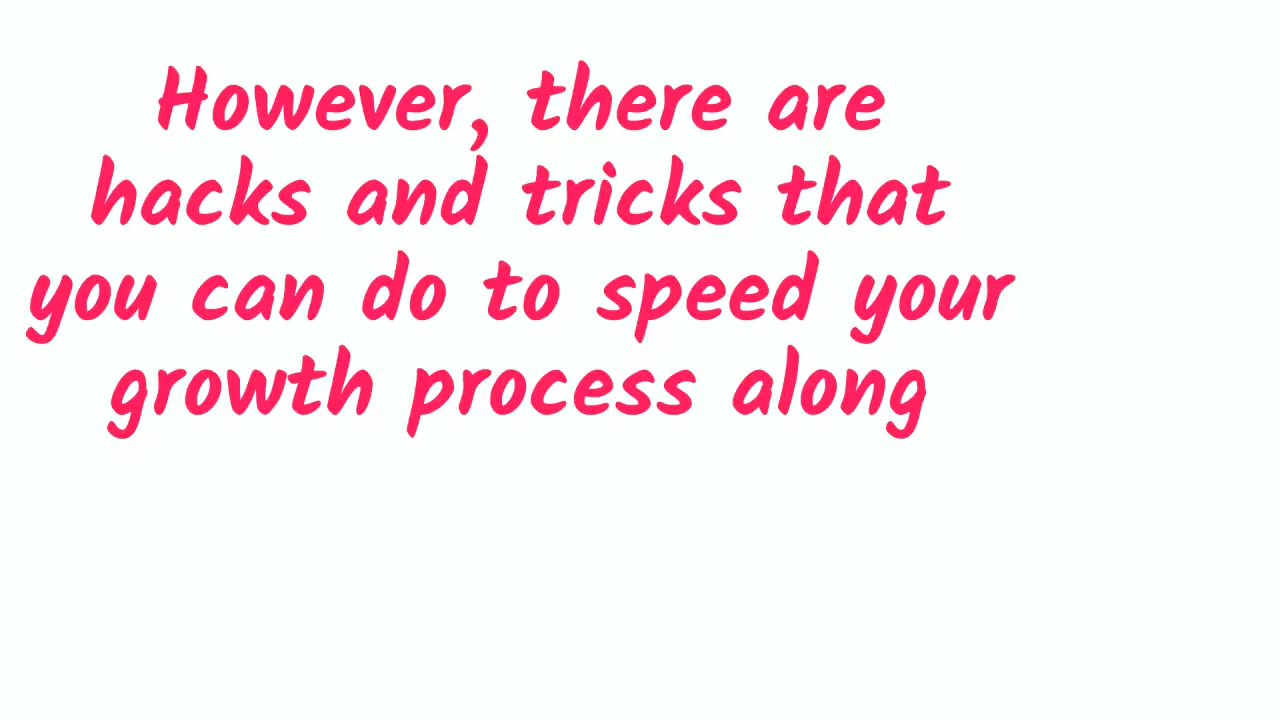 However, there are
hacks and tricks that
you can do to speed your
growth process along